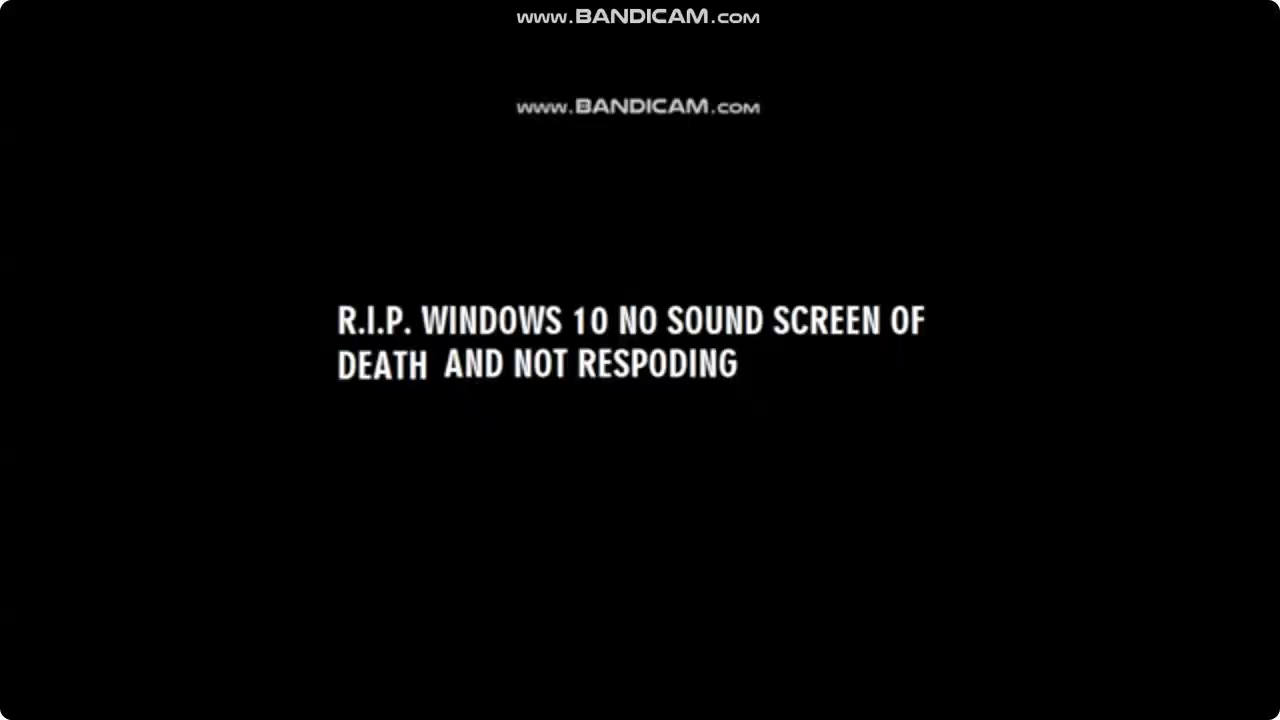 www.BANDICAM.com
www.BANDICAM.com
R.I.P. WINDOWS 10 NO SOUND SCREEN OF
DEATH AND NOT RESPODING